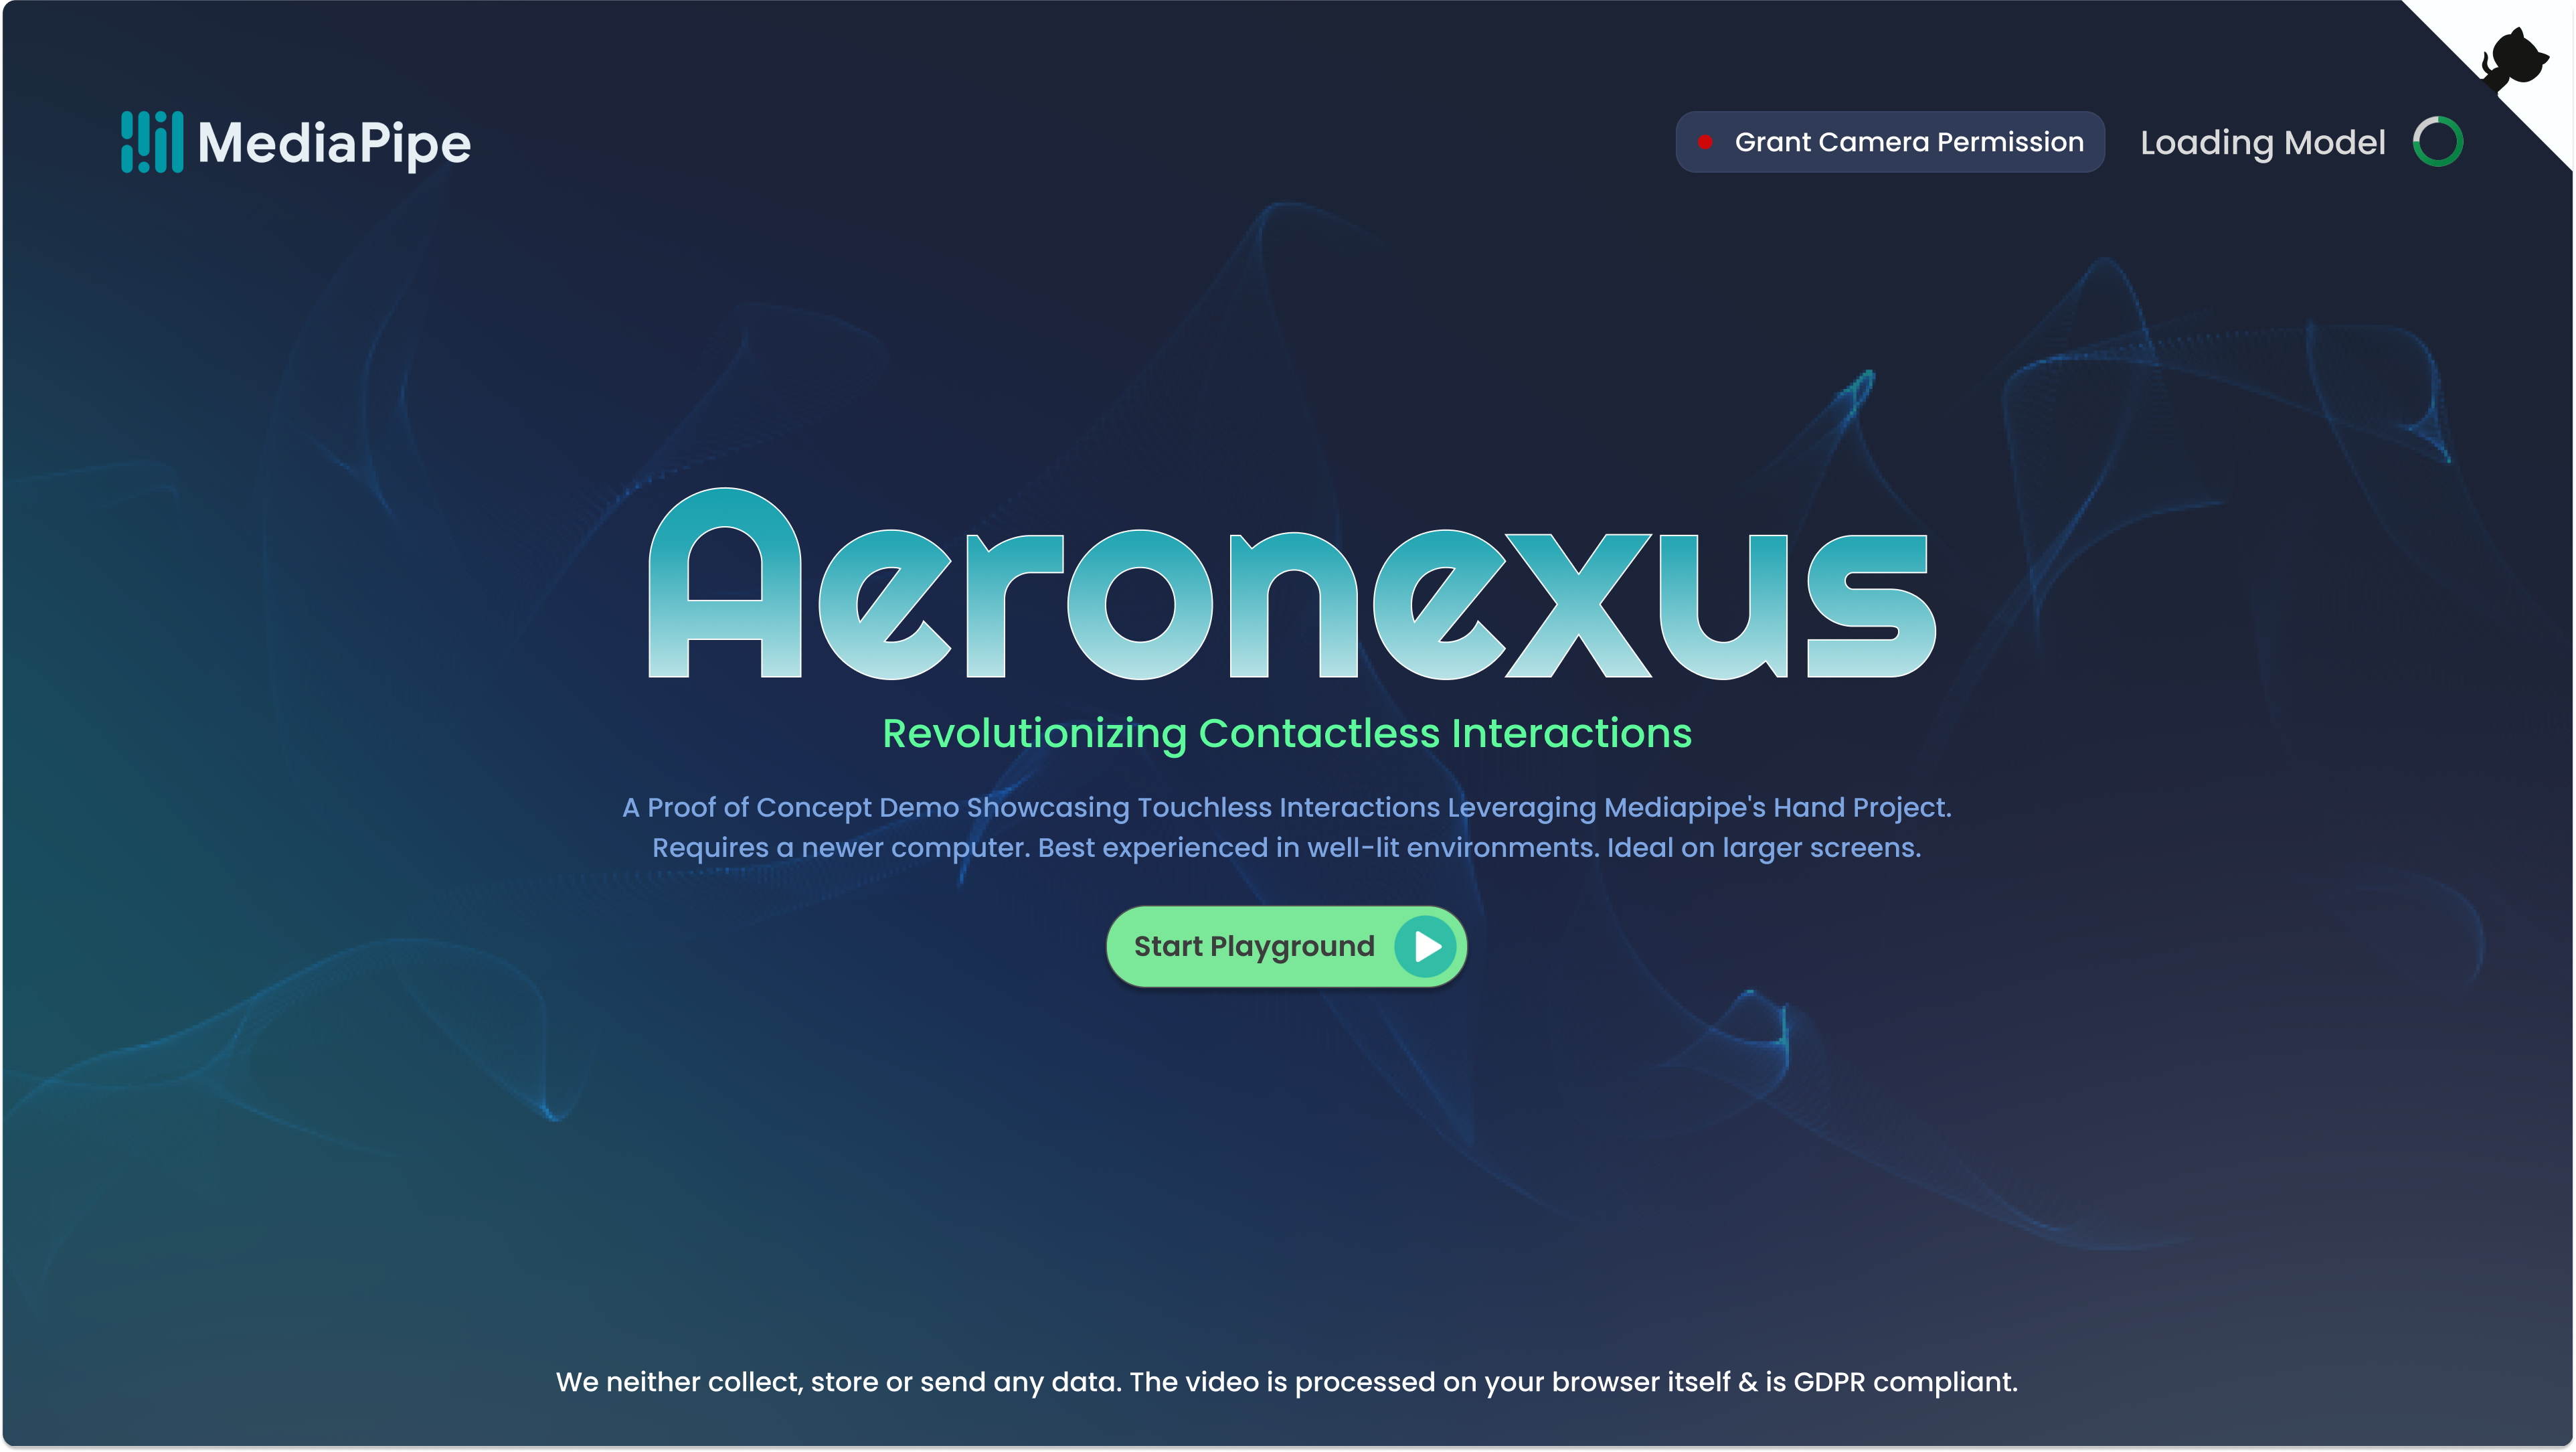 MediaPipe
Grant Camera Permission
Loading Model
Aeronexus
Revolutionizing Contactless Interactions
A Proof of Concept Demo Showcasing Touchless Interactions Leveraging Mediapipe's Hand Project.
Requires a newer computer. Best experienced in well-lit environments. Ideal on larger screens.
Start Playground
We neither collect, store or send any data. The video is processed on your browser itself & is GDPR compliant.